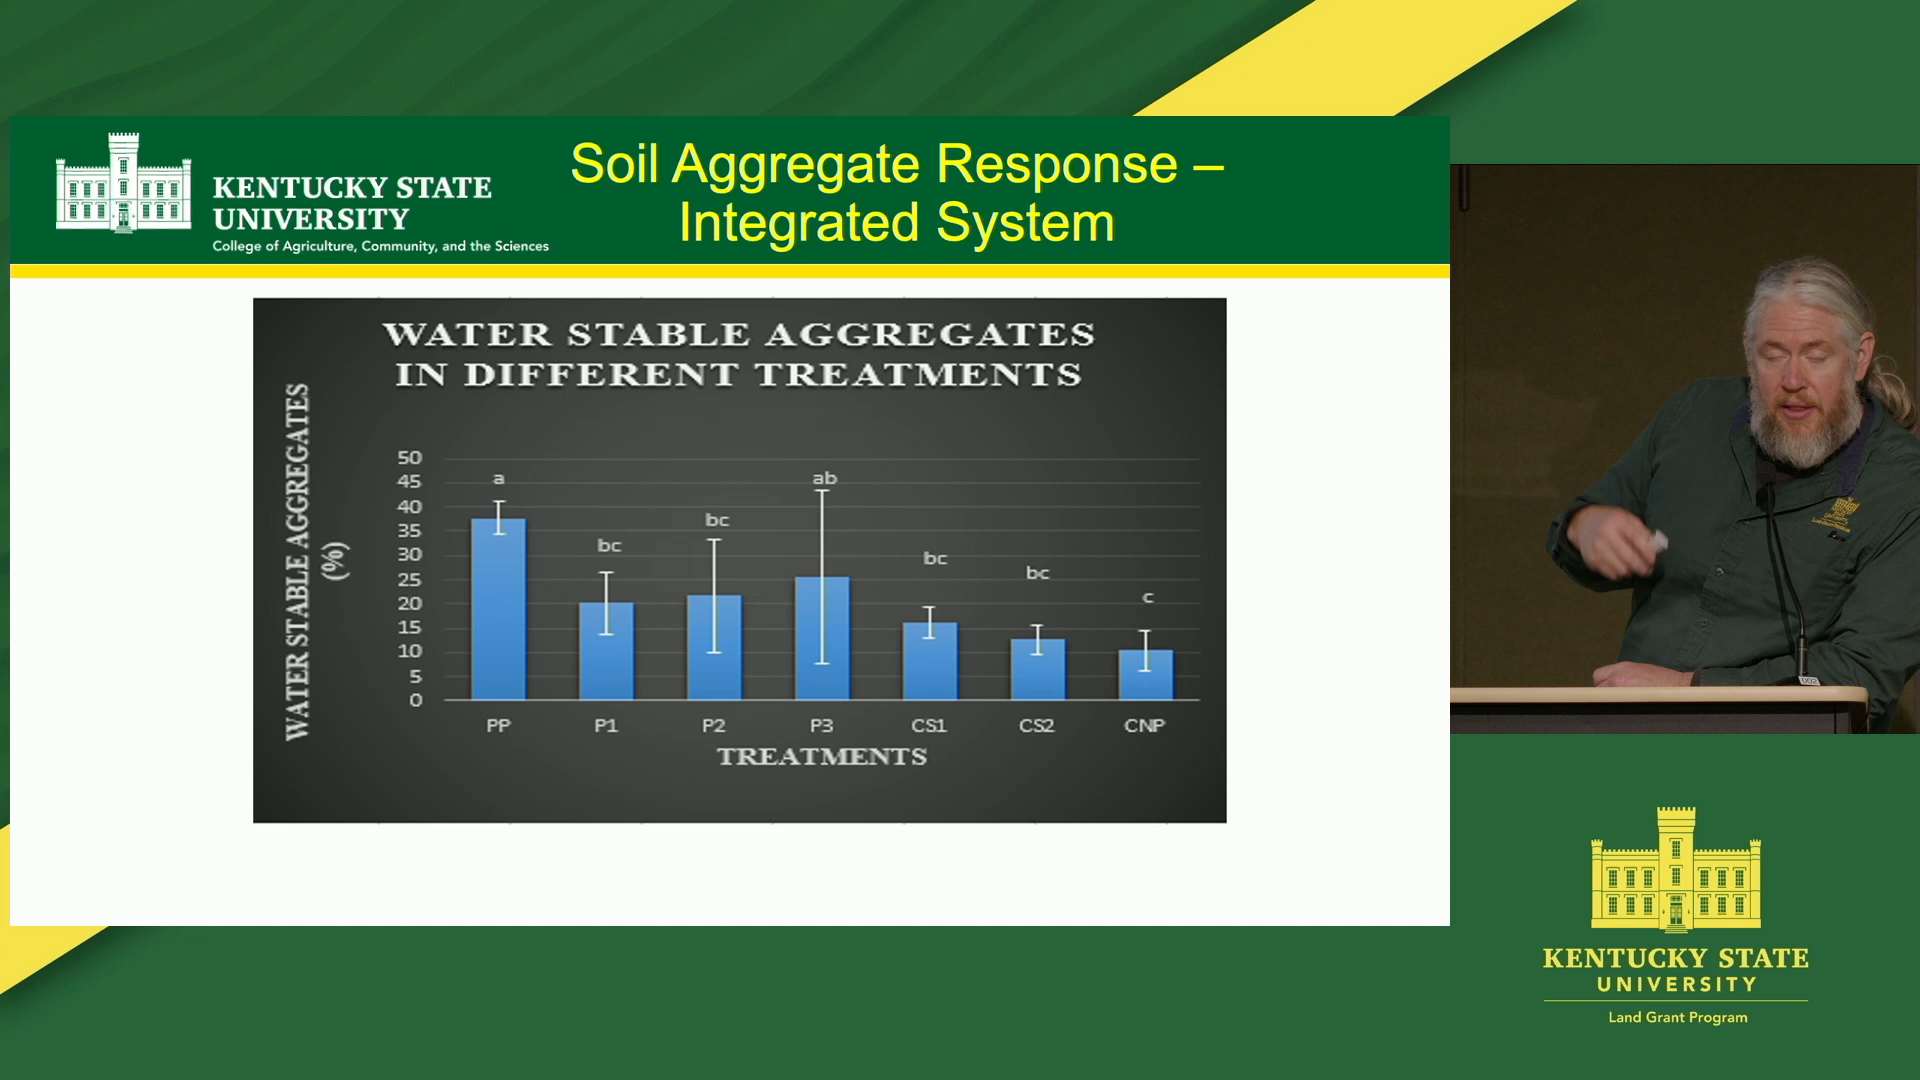 KENTUCKY STATE
UNIVERSITY
College of Agriculture, Community, and the Sciences
Soil Aggregate Response –
Integrated System
WATER STABLE AGGREGATES
IN DIFFERENT TREATMENTS
WATER STABLE AGGREGATES
(%)
50
45
40
35
30
25
20
15
10
5
0
a
bc
bc
ab
bc
bc
c
PP
P1
P2
P3
CS1
CS2
CNP
TREATMENTS
002
KENTUCKY STATE
UNIVERSITY
Land Grant Program